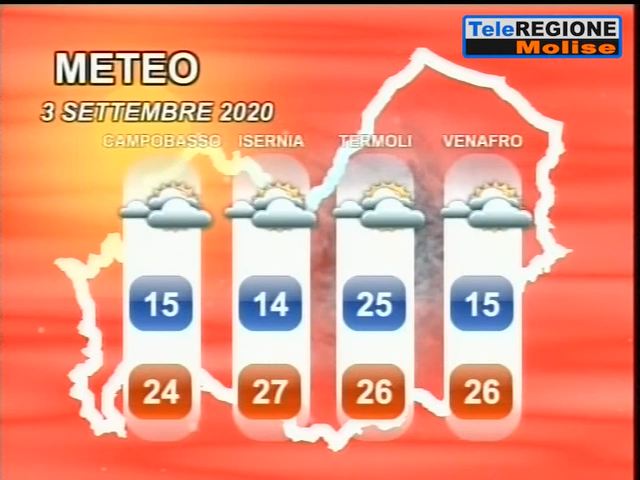 TeleREGIONE
Molise
METEO
3 SETTEMBRE 2020
CAMPOBASSO ISERNIA TERMOLI VENAFRO
15 14 25 15
24 27 26 26